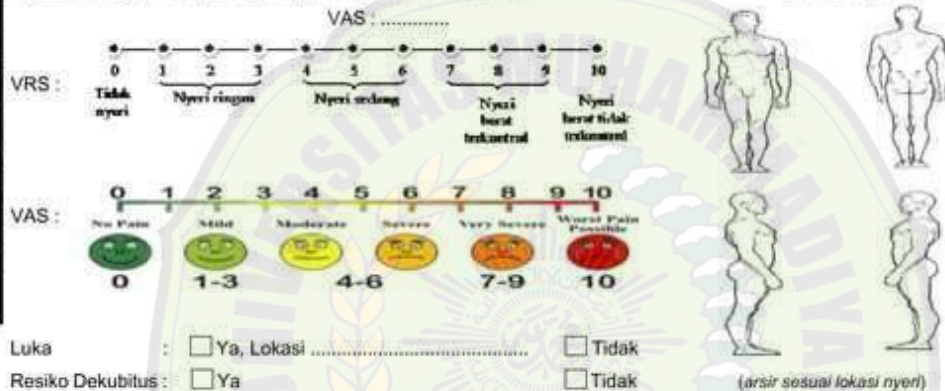 VAS : .............
VRS :
0 1 2 3 4 5 6 7 8 9 10
Tidak nyeri
Nyeri ringan
Nyeri sedang
Nyeri berat terkontrol
Nyeri berat tidak terkontrol
VAS :
0 1 2 3 4 5 6 7 8 9 10
No Pain Mild Moderate Severe Very Severe Worst Pain Possible
0 1-3 4-6 7-9 10
Luka : Ya, Lokasi ........................................ Tidak
Resiko Dekubitus : Ya Tidak
(arsir sesuai lokasi nyeri)